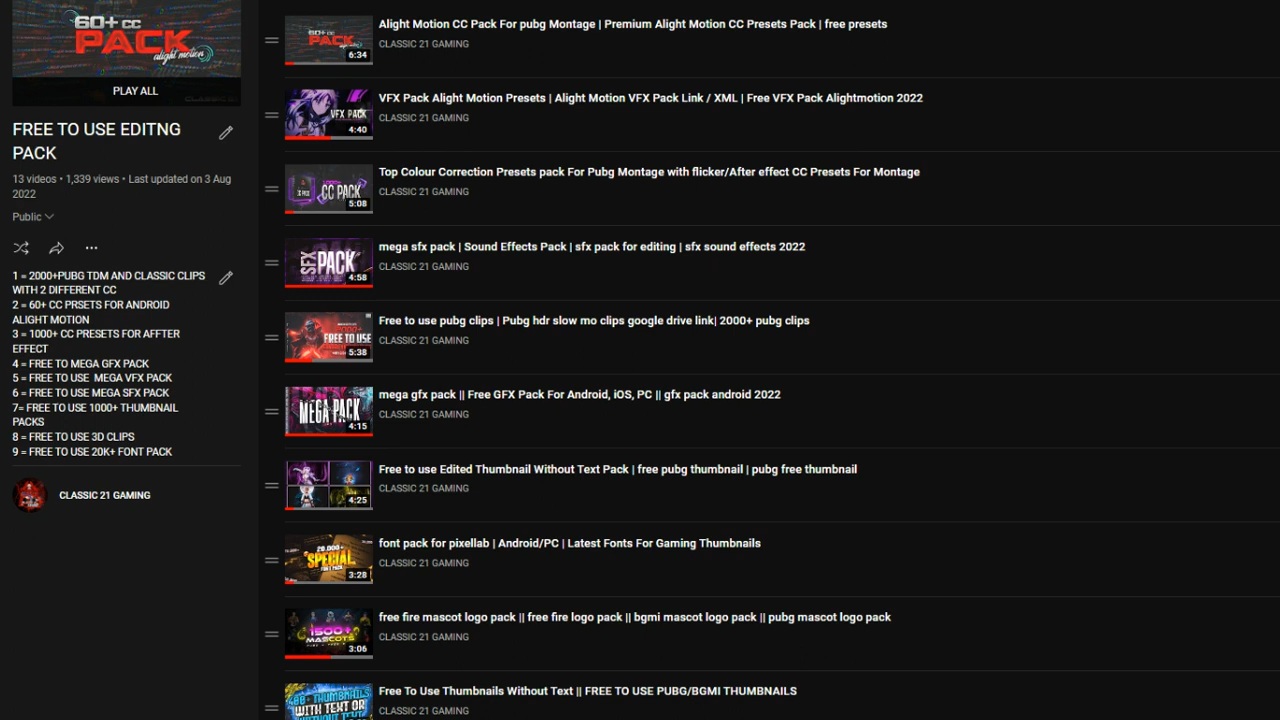 60+ CC
PACK
alight motion
PLAY ALL
FREE TO USE EDITNG
PACK
13 videos • 1,339 views • Last updated on 3 Aug
2022
Public
1 = 2000+PUBG TDM AND CLASSIC CLIPS
WITH 2 DIFFERENT CC
2 = 60+ CC PRSETS FOR ANDROID
ALIGHT MOTION
3 = 1000+ CC PRESETS FOR AFFTER
EFFECT
4 = FREE TO MEGA GFX PACK
5 = FREE TO USE  MEGA VFX PACK
6 = FREE TO USE MEGA SFX PACK
7= FREE TO USE 1000+ THUMBNAIL
PACKS
8 = FREE TO USE 3D CLIPS
9 = FREE TO USE 20K+ FONT PACK
CLASSIC 21 GAMING
60+ CC
PACK
6:34
Alight Motion CC Pack For pubg Montage | Premium Alight Motion CC Presets Pack | free presets
CLASSIC 21 GAMING
VFX PACK
4:40
VFX Pack Alight Motion Presets | Alight Motion VFX Pack Link / XML | Free VFX Pack Alightmotion 2022
CLASSIC 21 GAMING
CC PACK
5:08
Top Colour Correction Presets pack For Pubg Montage with flicker/After effect CC Presets For Montage
CLASSIC 21 GAMING
SFX PACK
4:58
mega sfx pack | Sound Effects Pack | sfx pack for editing | sfx sound effects 2022
CLASSIC 21 GAMING
2000+
FREE TO USE
5:38
Free to use pubg clips | Pubg hdr slow mo clips google drive link| 2000+ pubg clips
CLASSIC 21 GAMING
MEGA PACK
4:15
mega gfx pack || Free GFX Pack For Android, iOS, PC || gfx pack android 2022
CLASSIC 21 GAMING
4:25
Free to use Edited Thumbnail Without Text Pack | free pubg thumbnail | pubg free thumbnail
CLASSIC 21 GAMING
20,000+
SPECIAL
FONT PACK
3:28
font pack for pixellab | Android/PC | Latest Fonts For Gaming Thumbnails
CLASSIC 21 GAMING
1500+
MASCOTS
3:06
free fire mascot logo pack || free fire logo pack || bgmi mascot logo pack || pubg mascot logo pack
CLASSIC 21 GAMING
400+ THUMBNAILS
WITH TEXT OR
WITHOUT TEXT
Free To Use Thumbnails Without Text || FREE TO USE PUBG/BGMI THUMBNAILS
CLASSIC 21 GAMING